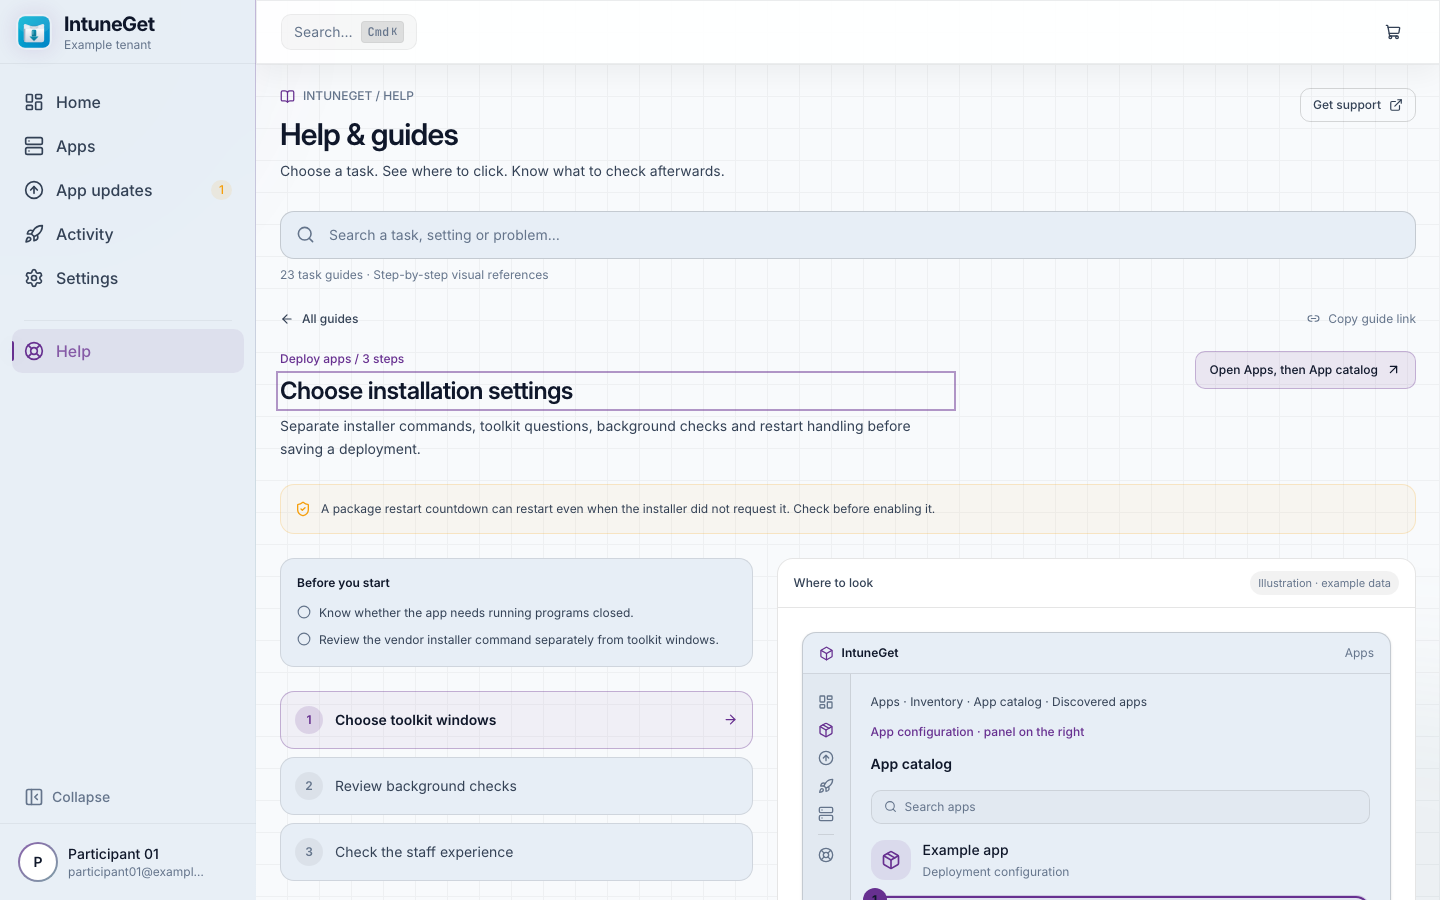 IntuneGet
Example tenant
Home
Apps
App updates
1
Activity
Settings
Help
Collapse
P
Participant 01
participant01@exampl...
Search...
Cmd K
INTUNEGET / HELP
Help & guides
Choose a task. See where to click. Know what to check afterwards.
Get support
Search a task, setting or problem...
23 task guides · Step-by-step visual references
All guides
Copy guide link
Deploy apps / 3 steps
Choose installation settings
Separate installer commands, toolkit questions, background checks and restart handling before
saving a deployment.
Open Apps, then App catalog
A package restart countdown can restart even when the installer did not request it. Check before enabling it.
Before you start
Know whether the app needs running programs closed.
Review the vendor installer command separately from toolkit windows.
1
Choose toolkit windows
2
Review background checks
3
Check the staff experience
Where to look
Illustration · example data
IntuneGet
Apps
Apps · Inventory · App catalog · Discovered apps
App configuration · panel on the right
App catalog
Search apps
Example app
Deployment configuration
1